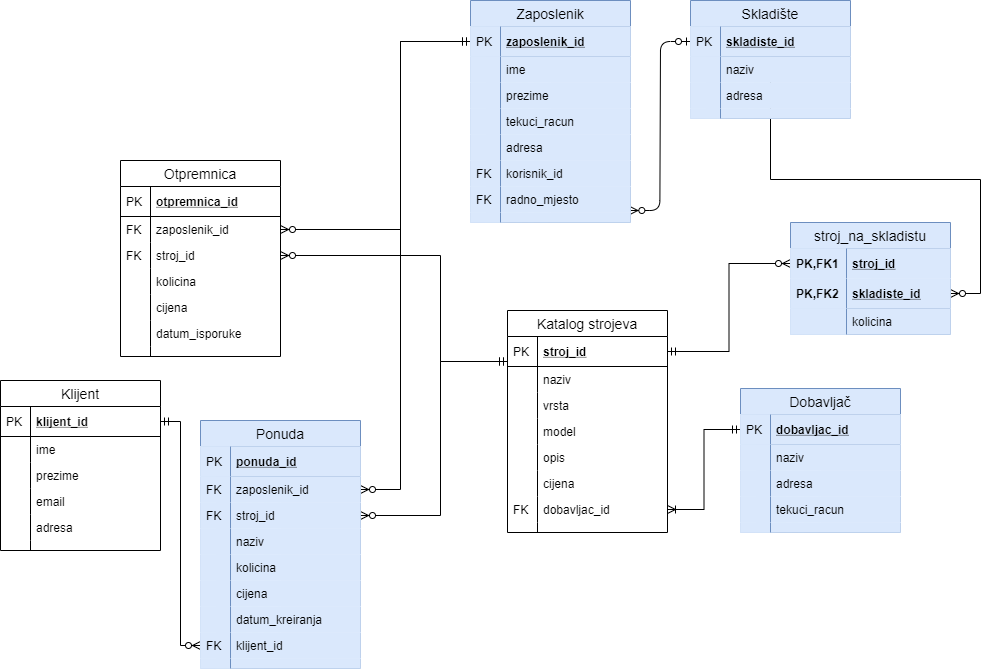 Zaposlenik
PK zaposlenik_id
ime
prezime
tekuci_racun
adresa
FK korisnik_id
FK radno_mjesto
Skladište
PK skladiste_id
naziv
adresa
Otpremnica
PK otpremnica_id
FK zaposlenik_id
FK stroj_id
kolicina
cijena
datum_isporuke
stroj_na_skladistu
PK,FK1 stroj_id
PK,FK2 skladiste_id
kolicina
Katalog strojeva
PK stroj_id
naziv
vrsta
model
opis
cijena
FK dobavljac_id
Klijent
PK klijent_id
ime
prezime
email
adresa
Ponuda
PK ponuda_id
FK zaposlenik_id
FK stroj_id
naziv
kolicina
cijena
datum_kreiranja
FK klijent_id
Dobavljač
PK dobavljac_id
naziv
adresa
tekuci_racun